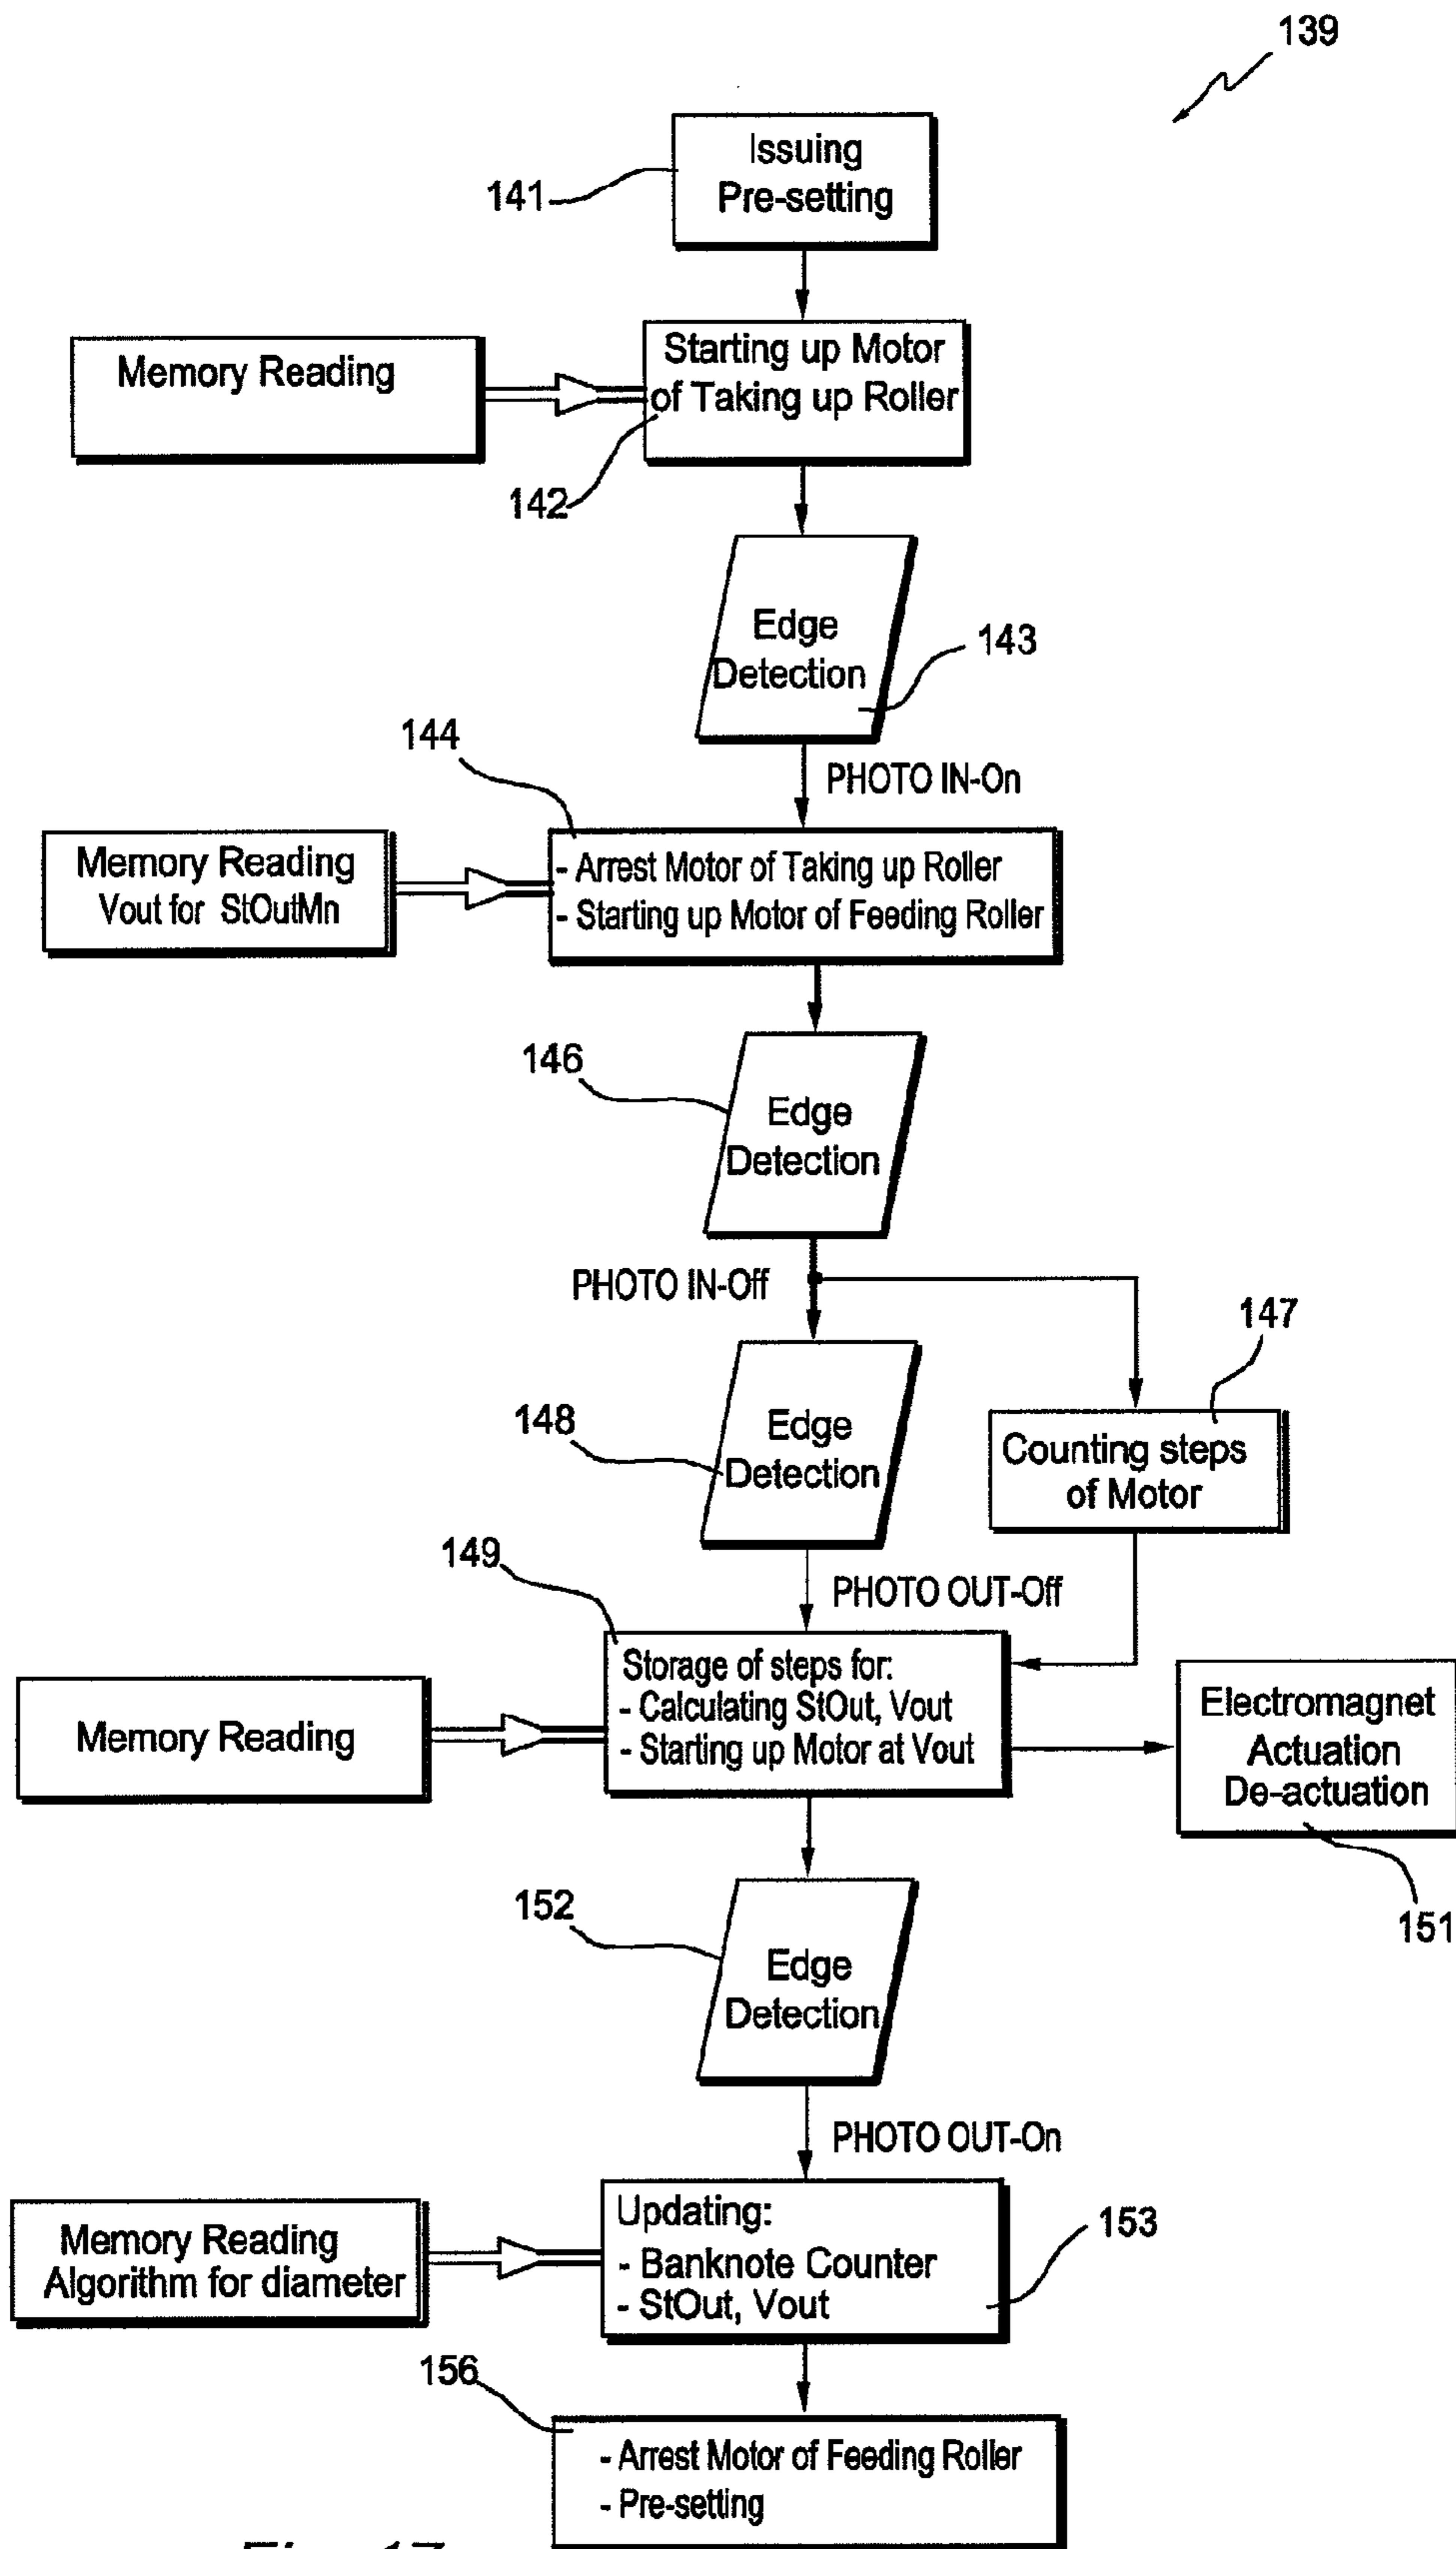 139
Issuing
Pre-setting
141
Memory Reading
Starting up Motor
of Taking up Roller
142
Edge
Detection
143
144
PHOTO IN-On
Memory Reading
Vout for StOutMn
- Arrest Motor of Taking up Roller
- Starting up Motor of Feeding Roller
146
Edge
Detection
PHOTO IN-Off
147
148
Edge
Detection
Counting steps
of Motor
149
PHOTO OUT-Off
Memory Reading
Storage of steps for:
- Calculating StOut, Vout
- Starting up Motor at Vout
Electromagnet
Actuation
De-actuation
151
152
Edge
Detection
PHOTO OUT-On
Memory Reading
Algorithm for diameter
Updating:
- Banknote Counter
- StOut, Vout
153
156
- Arrest Motor of Feeding Roller
- Pre-setting